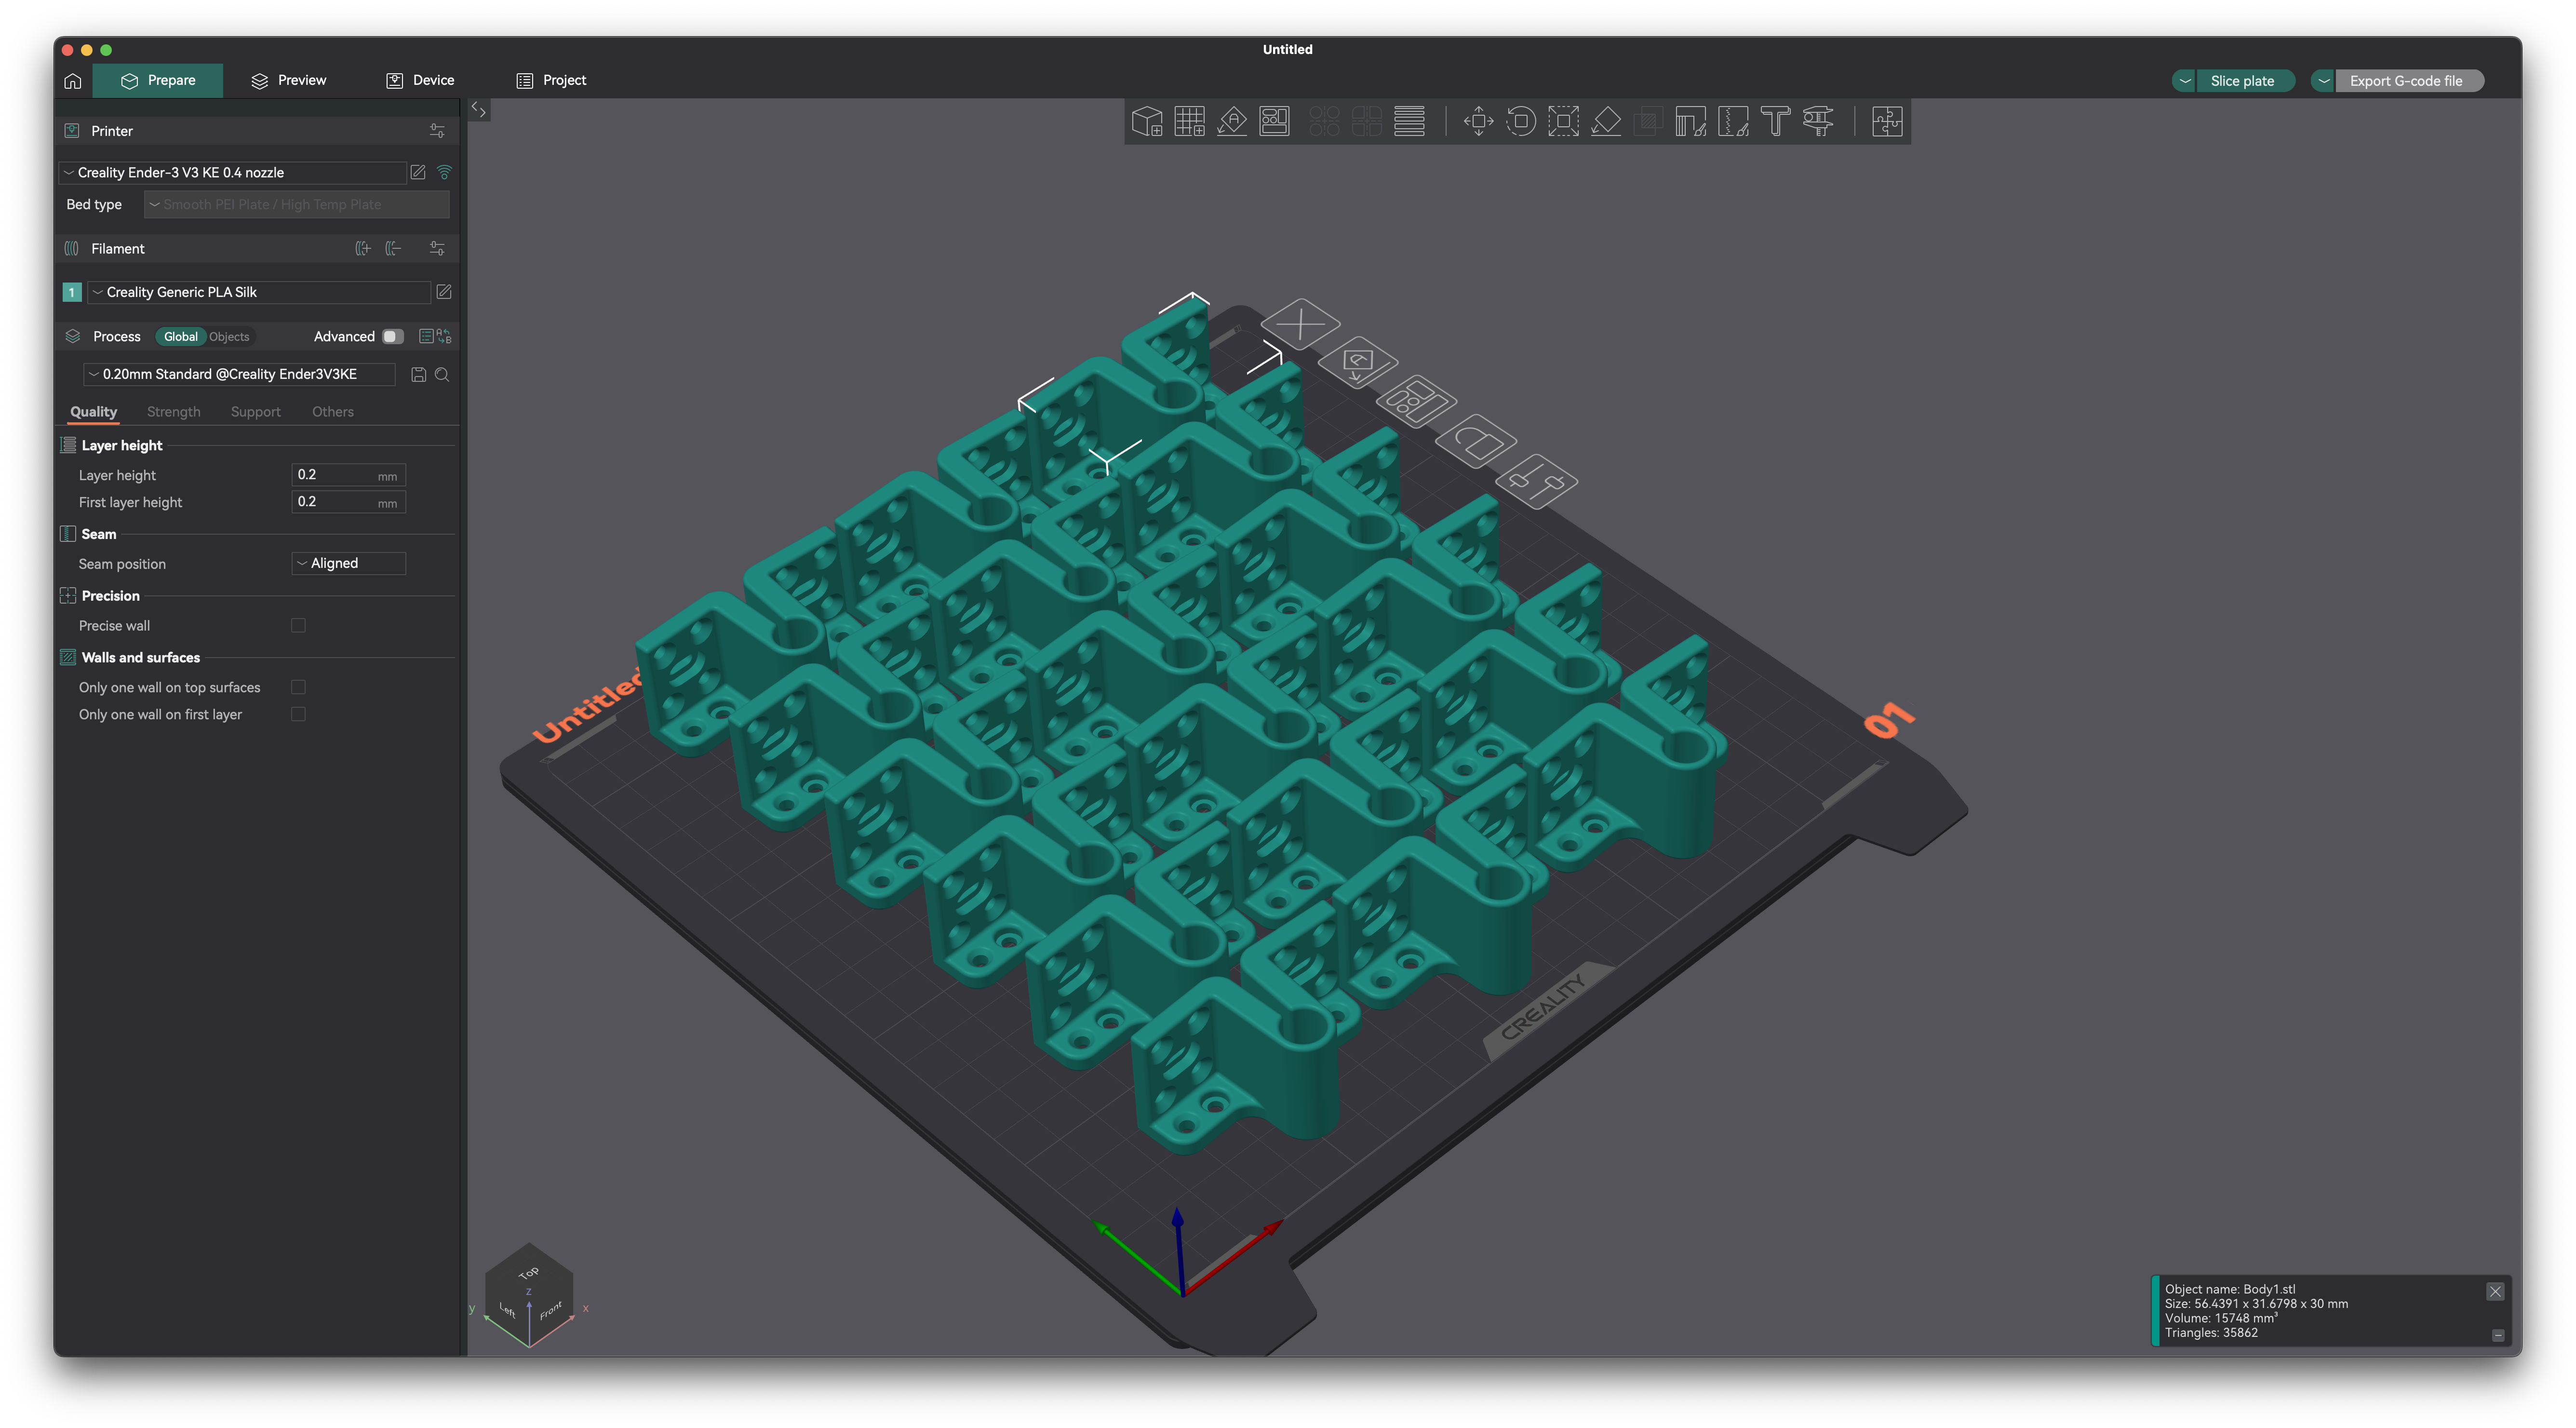 Untitled
Prepare
Preview
Device
Project
Slice plate
Export G-code file
Printer
Creality Ender-3 V3 KE 0.4 nozzle
Bed type
Smooth PEI Plate / High Temp Plate
Filament
1
Creality Generic PLA Silk
Process
Global
Objects
Advanced
0.20mm Standard @Creality Ender3V3KE
Quality
Strength
Support
Others
Layer height
Layer height
0.2
mm
First layer height
0.2
mm
Seam
Seam position
Aligned
Precision
Precise wall
Walls and surfaces
Only one wall on top surfaces
Only one wall on first layer
Untitled
01
CREALITY
Top
Left
Front
z
y
x
Object name: Body1.stl
Size: 56.4391 x 31.6798 x 30 mm
Volume: 15748 mm³
Triangles: 35862